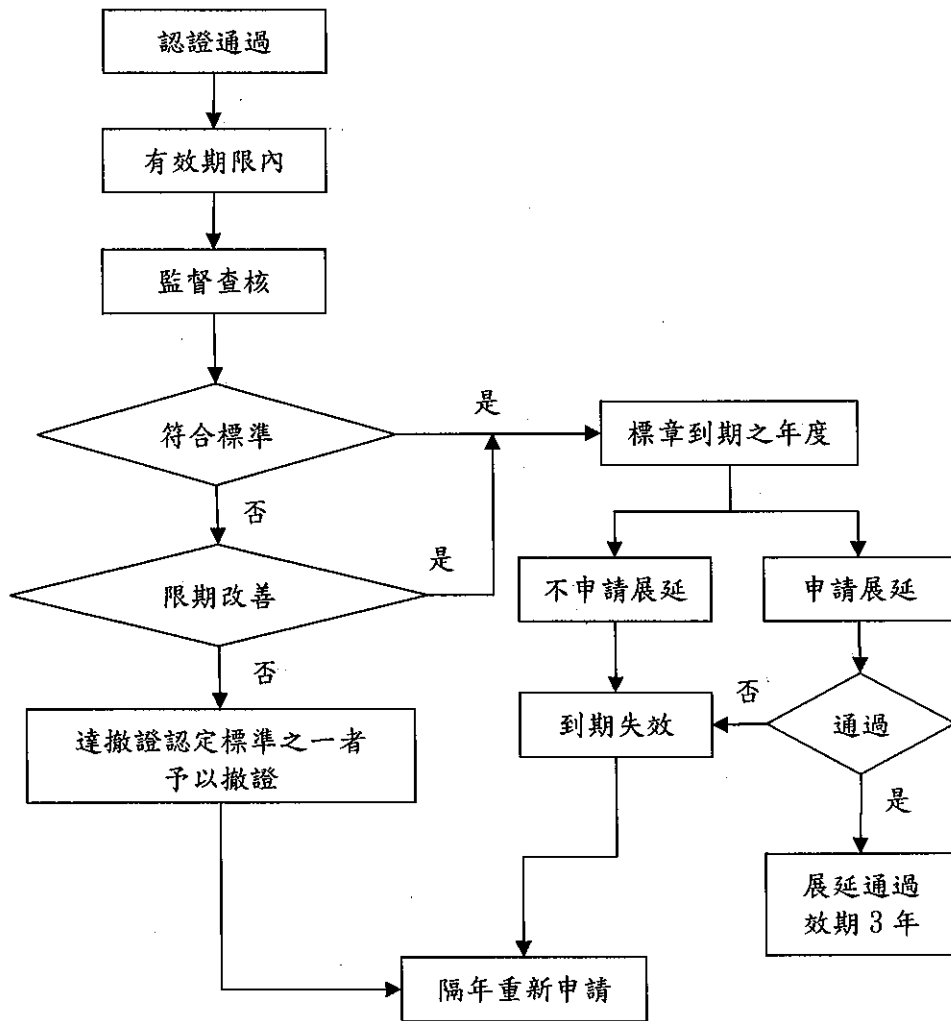 認證通過
有效期限內
監督查核
符合標準
是
標章到期之年度
否
限期改善
是
不申請展延
申請展延
否
達撤證認定標準之一者
予以撤證
到期失效
否
通過
是
展延通過
效期3年
隔年重新申請